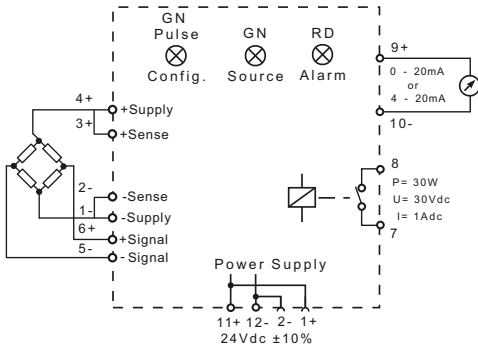 GN
Pulse
Config.
GN
Source
RD
Alarm
9+
0 - 20mA
or
4 - 20mA
10-
4+
+Supply
3+
+Sense
2-
-Sense
1-
-Supply
6+
+Signal
5-
-Signal
8
P= 30W
U= 30Vdc
I= 1Adc
7
Power Supply
11+ 12- 2- 1+
24Vdc ±10%